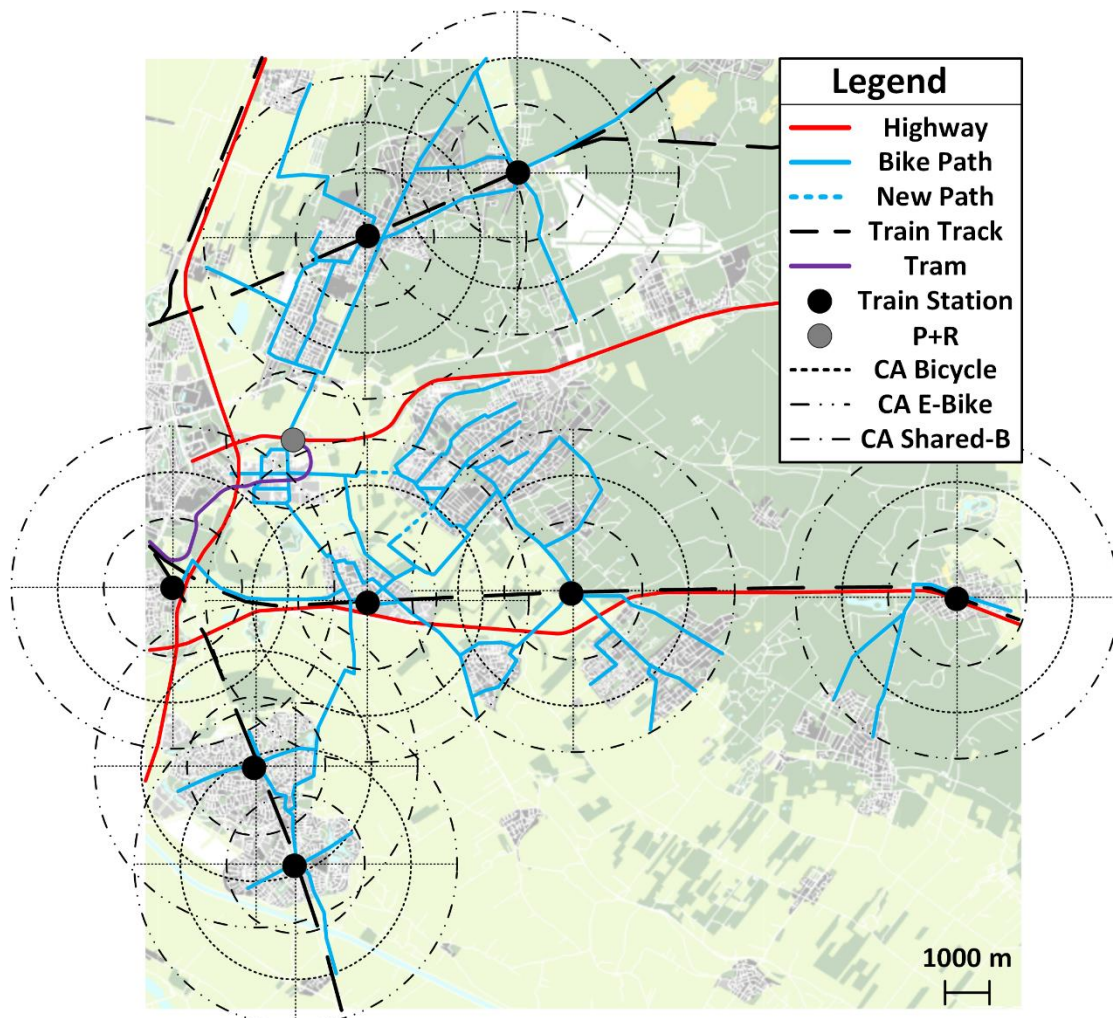 Legend
Highway
Bike Path
New Path
Train Track
Tram
Train Station
P+R
CA Bicycle
CA E-Bike
CA Shared-B
1000 m